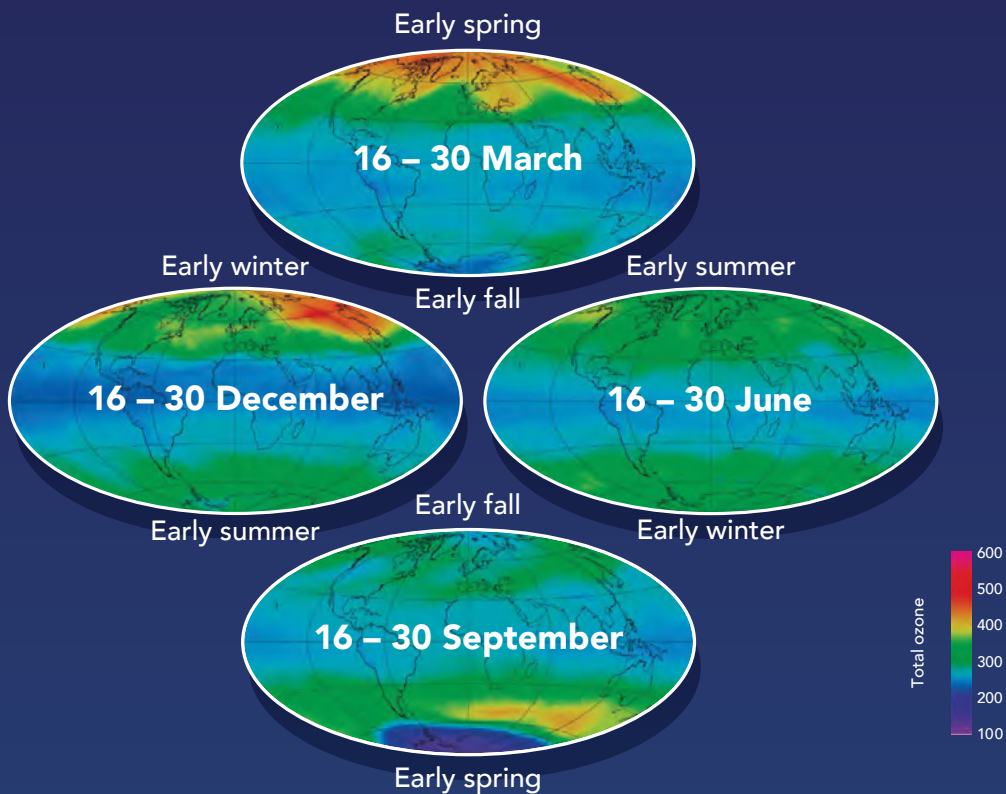 Early spring
16 – 30 March
Early winter
Early summer
Early fall
16 – 30 December
16 – 30 June
Early fall
Early summer
Early winter
16 – 30 September
Early spring
Total ozone
600
500
400
300
200
100